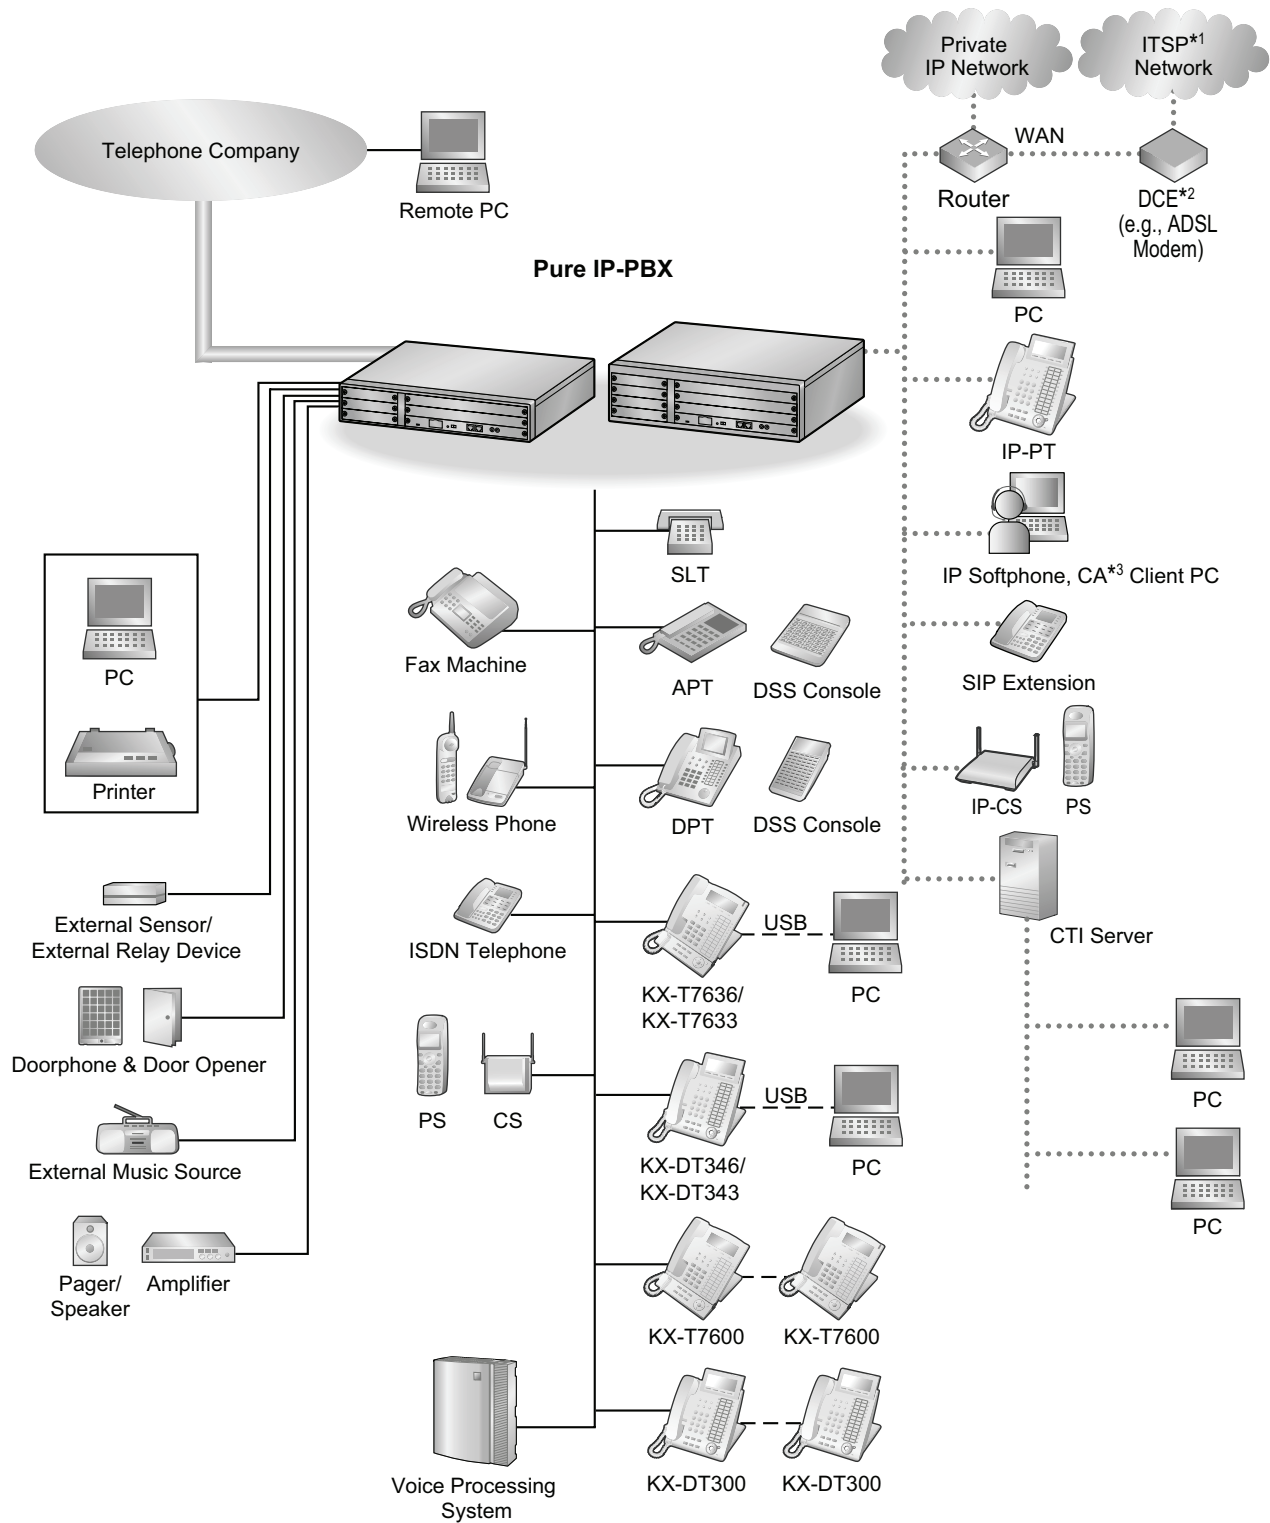 Private
IP Network
ITSP*1
Network
Telephone Company
Remote PC
WAN
Router
DCE*2
(e.g., ADSL
Modem)
Pure IP-PBX
PC
IP-PT
SLT
IP Softphone, CA*3 Client PC
Fax Machine
APT
DSS Console
SIP Extension
PC
Printer
Wireless Phone
DPT
DSS Console
IP-CS
PS
External Sensor/
External Relay Device
ISDN Telephone
USB
KX-T7636/
KX-T7633
PC
CTI Server
Doorphone & Door Opener
PS
CS
USB
KX-DT346/
KX-DT343
PC
PC
External Music Source
PC
Pager/
Speaker
Amplifier
KX-T7600
KX-T7600
Voice Processing
System
KX-DT300
KX-DT300